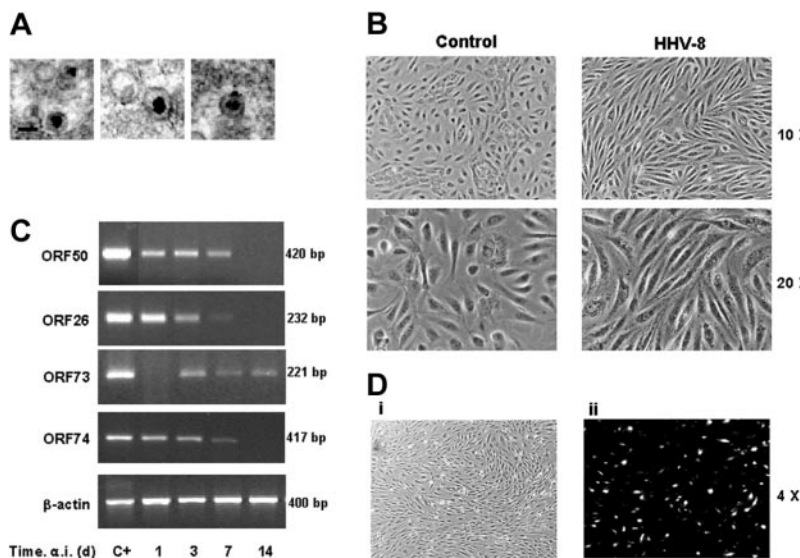 A
B
Control
HHV-8
10 X
20 X
C
ORF50
420 bp
ORF26
232 bp
ORF73
221 bp
ORF74
417 bp
β-actin
400 bp
Time. α.i. (d)
C+
1
3
7
14
D
i
ii
4 X